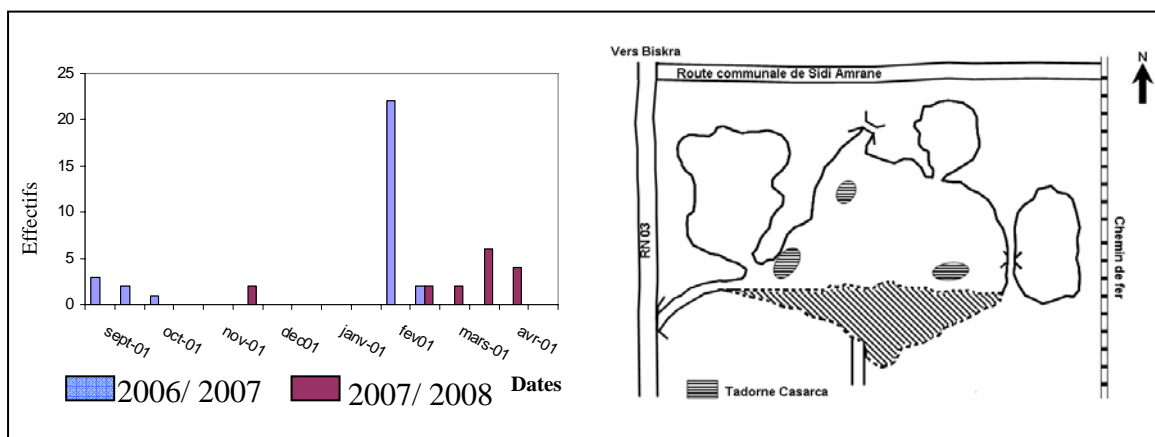 25
20
15
10
5
0
Effectifs
sept-01
oct-01
nov-01
dec01
janv-01
fev01
mars-01
avr-01
2006/ 2007
2007/ 2008
Dates
Vers Biskra
N
Route communale de Sidi Amrane
RN 03
Chemin de fer
Tadorne Casarca